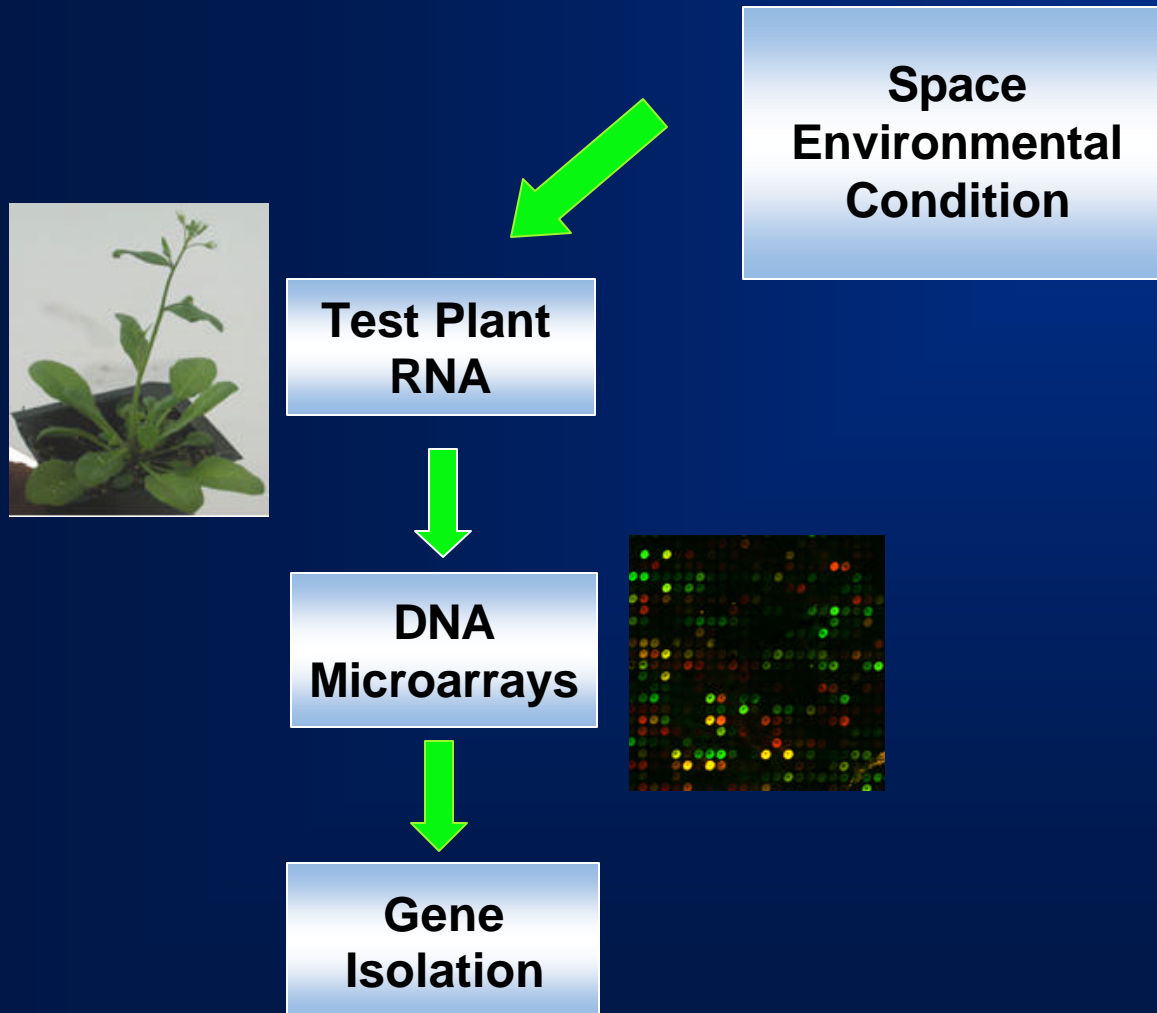 Space
Environmental
Condition
Test Plant
RNA
DNA
Microarrays
Gene
Isolation